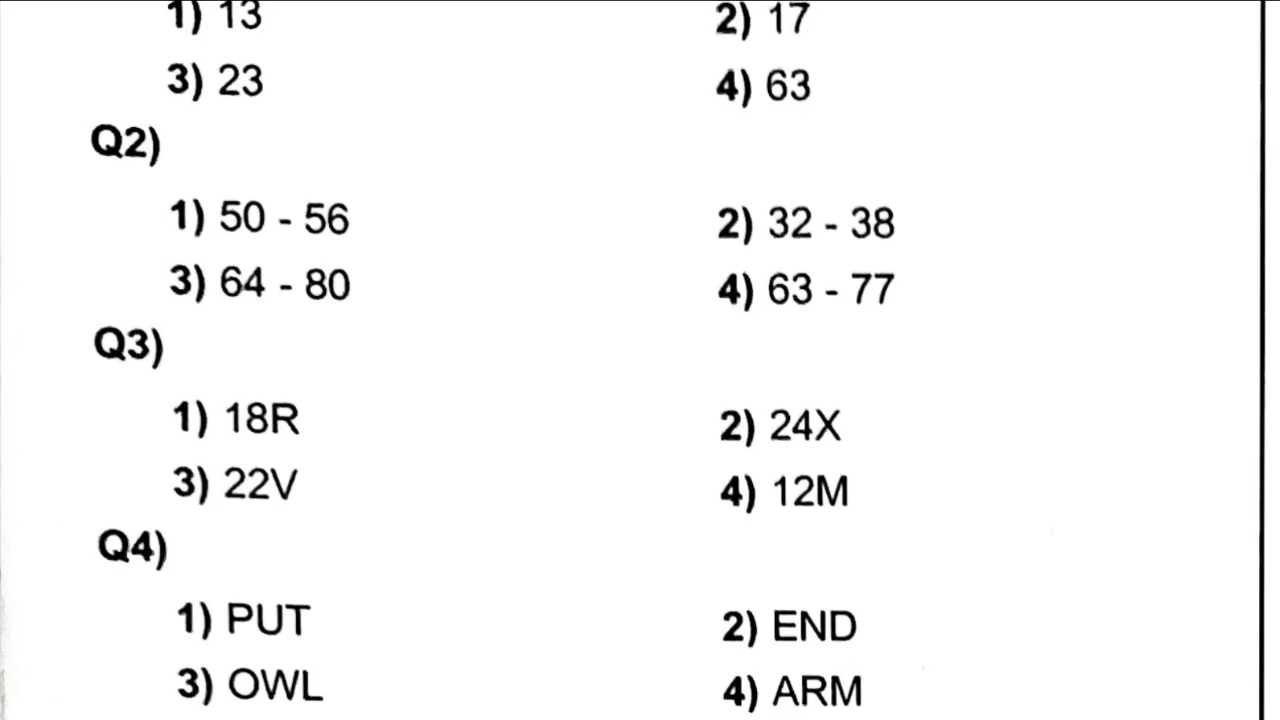 1) 13 2) 17
3) 23 4) 63
Q2)
1) 50 - 56 2) 32 - 38
3) 64 - 80 4) 63 - 77
Q3)
1) 18R 2) 24X
3) 22V 4) 12M
Q4)
1) PUT 2) END
3) OWL 4) ARM